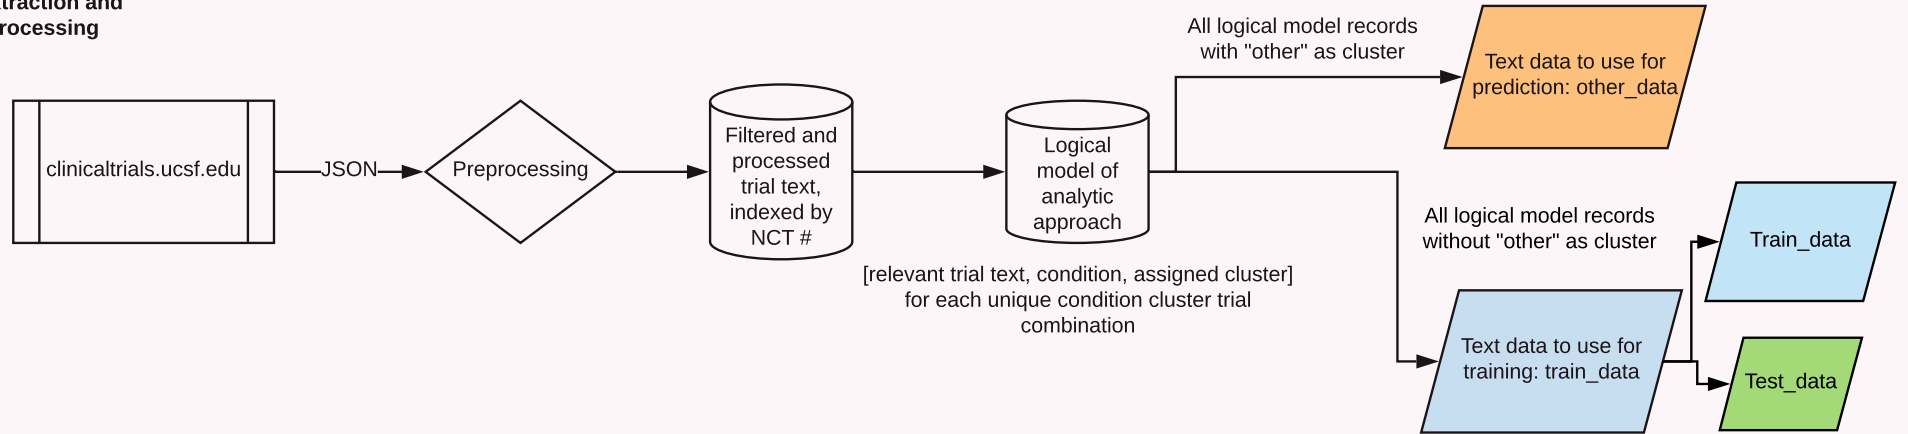 and
rocessing
clinicaltrials.ucsf.edu
JSON
Preprocessing
Filtered and
processed
trial text,
indexed by
NCT #
Logical
model of
analytic
approach
[relevant trial text, condition, assigned cluster]
for each unique condition cluster trial
combination
All logical model records
with "other" as cluster
Text data to use for
prediction: other_data
All logical model records
without "other" as cluster
Text data to use for
training: train_data
Train_data
Test_data